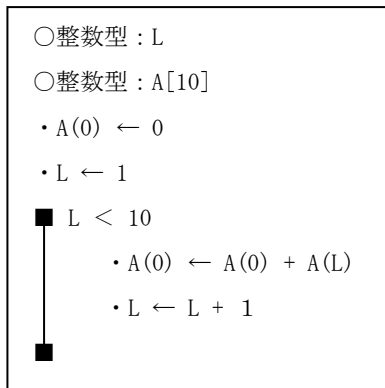 ○整数型:L
○整数型:A[10]
・A(0) ← 0
・L ← 1
■ L < 10
・A(0) ← A(0) + A(L)
・L ← L + 1
■